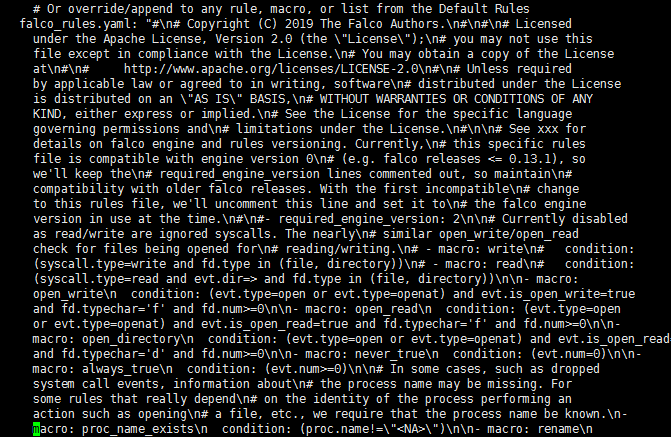 # Or override/append to any rule, macro, or list from the Default Rules
falco_rules.yaml: "#\n# Copyright (C) 2019 The Falco Authors.\n#\n#\n# Licensed
under the Apache License, Version 2.0 (the \"License\");\n# you may not use this
file except in compliance with the License.\n# You may obtain a copy of the License
at\n#\n#     http://www.apache.org/licenses/LICENSE-2.0\n#\n# Unless required
by applicable law or agreed to in writing, software\n# distributed under the License
is distributed on an \"AS IS\" BASIS,\n# WITHOUT WARRANTIES OR CONDITIONS OF ANY
KIND, either express or implied.\n# See the License for the specific language
governing permissions and\n# limitations under the License.\n#\n\n# See xxx for
details on falco engine and rules versioning. Currently,\n# this specific rules
file is compatible with engine version 0\n# (e.g. falco releases <= 0.13.1), so
we'll keep the\n# required_engine_version lines commented out, so maintain\n#
compatibility with older falco releases. With the first incompatible\n# change
to this rules file, we'll uncomment this line and set it to\n# the falco engine
version in use at the time.\n#\n#- required_engine_version: 2\n\n# Currently disabled
as read/write are ignored syscalls. The nearly\n# similar open_write/open_read
check for files being opened for\n# reading/writing.\n# - macro: write\n#   condition:
(syscall.type=write and fd.type in (file, directory))\n# - macro: read\n#   condition:
(syscall.type=read and evt.dir=> and fd.type in (file, directory))\n\n- macro:
open_write\n  condition: (evt.type=open or evt.type=openat) and evt.is_open_write=true
and fd.typechar='f' and fd.num>=0\n\n- macro: open_read\n  condition: (evt.type=open
or evt.type=openat) and evt.is_open_read=true and fd.typechar='f' and fd.num>=0\n\n-
macro: open_directory\n  condition: (evt.type=open or evt.type=openat) and evt.is_open_read
and fd.typechar='d' and fd.num>=0\n\n- macro: never_true\n  condition: (evt.num=0)\n\n-
macro: always_true\n  condition: (evt.num>=0)\n\n# In some cases, such as dropped
system call events, information about\n# the process name may be missing. For
some rules that really depend\n# on the identity of the process performing an
action such as opening\n# a file, etc., we require that the process name be known.\n-
macro: proc_name_exists\n  condition: (proc.name!=\"<NA>\")\n\n- macro: rename\n